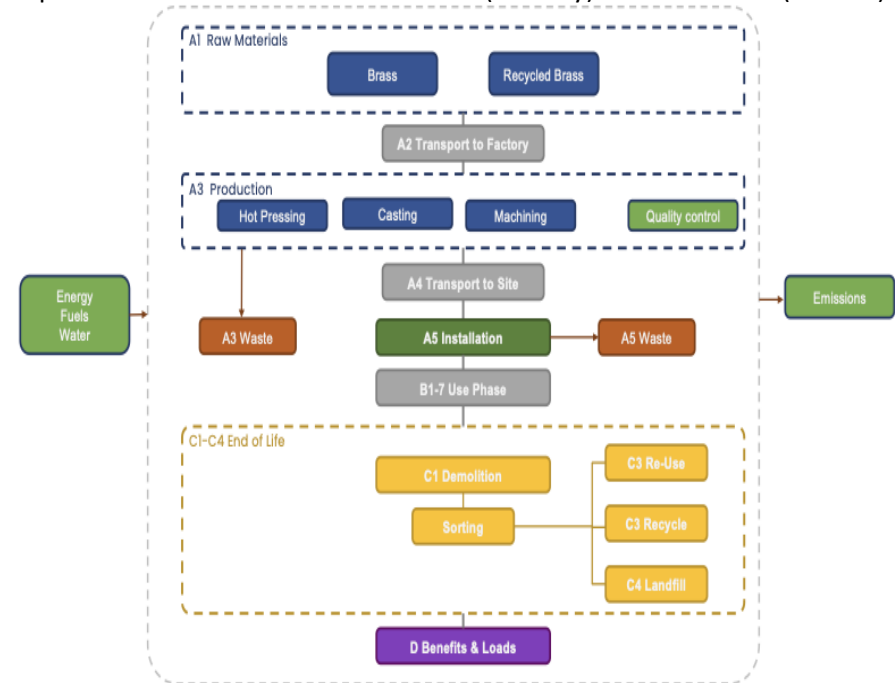 A1 Raw Materials
Brass
Recycled Brass
A2 Transport to Factory
A3 Production
Hot Pressing
Casting
Machining
Quality control
A4 Transport to Site
Energy
Fuels
Water
Emissions
A3 Waste
A5 Installation
A5 Waste
B1-7 Use Phase
C1-C4 End of Life
C1 Demolition
C3 Re-Use
Sorting
C3 Recycle
C4 Landfill
D Benefits & Loads